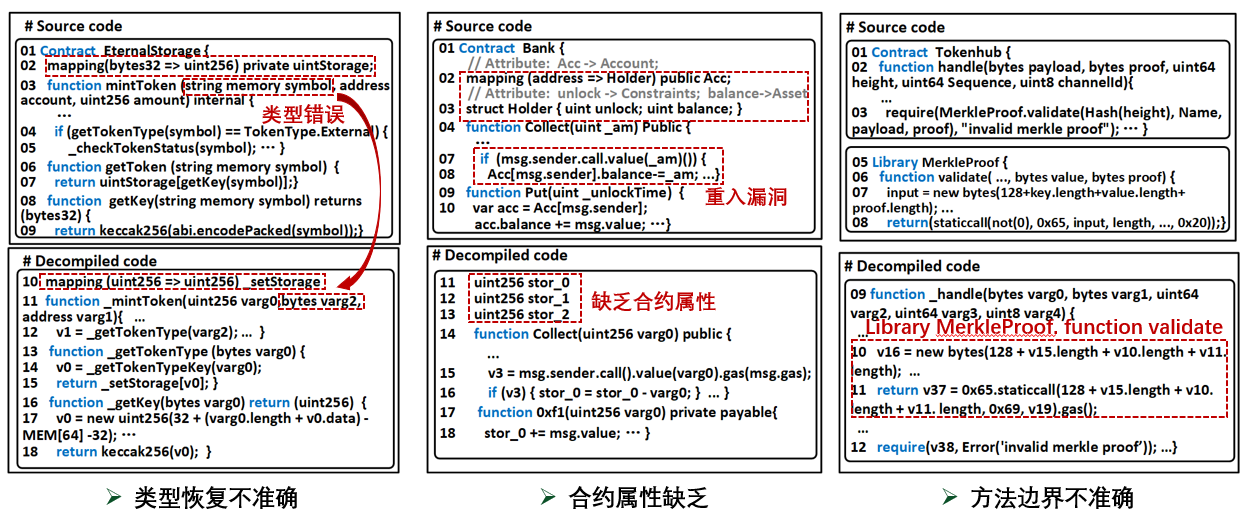 # Source code
01 Contract EternalStorage {
02 mapping(bytes32 => uint256) private uintStorage;
03 function mintToken (string memory symbol, address
account, uint256 amount) internal {
...
类型错误
04 if (getTokenType(symbol) == TokenType.External) {
05 _checkTokenStatus(symbol); ··· }
06 function getToken (string memory symbol) {
07 return uintStorage[getKey(symbol)];}
08 function getKey(string memory symbol) returns
(bytes32) {
09 return keccak256(abi.encodePacked(symbol));}
# Decompiled code
10 mapping (uint256 => uint256) _setStorage
11 function _mintToken(uint256 varg0,bytes varg2,
address varg1){ ...
12 v1 = _getTokenType(varg2); ... }
13 function _getTokenType (bytes varg0) {
14 v0 = _getTokenTypeKey(varg0);
15 return _setStorage[v0]; }
16 function _getKey(bytes varg0) return (uint256) {
17 v0 = new uint256(32 + (varg0.length + v0.data) -
MEM[64] -32); ···
18 return keccak256(v0); }
➢ 类型恢复不准确
# Source code
01 Contract Bank {
// Attribute: Acc -> Account;
02 mapping (address => Holder) public Acc;
// Attribute: unlock -> Constraints; balance->Asset
03 struct Holder { uint unlock; uint balance; }
04 function Collect(uint _am) Public {
...
07 if (msg.sender.call.value(_am)()) {
08 Acc[msg.sender].balance-=_am; ...}
09 function Put(uint _unlockTime) {
重入漏洞
10 var acc = Acc[msg.sender];
acc.balance += msg.value; ···}
# Decompiled code
11 uint256 stor_0
12 uint256 stor_1
13 uint256 stor_2
缺乏合约属性
14 function Collect(uint256 varg0) public {
...
15 v3 = msg.sender.call().value(varg0).gas(msg.gas);
16 if (v3) { stor_0 = stor_0 - varg0; } ... }
17 function 0xf1(uint256 varg0) private payable{
18 stor_0 += msg.value; ··· }
➢ 合约属性缺乏
# Source code
01 Contract Tokenhub {
02 function handle(bytes payload, bytes proof, uint64
height, uint64 Sequence, uint8 channelId){
...
03 require(MerkleProof.validate(Hash(height), Name,
payload, proof), "invalid merkle proof"); ··· }
05 Library MerkleProof {
06 function validate( ..., bytes value, bytes proof) {
07 input = new bytes(128+key.length+value.length+
proof.length); ...
08 return(staticcall(not(0), 0x65, input, length, ..., 0x20));}
# Decompiled code
09 function _handle(bytes varg0, bytes varg1, uint64
varg2, uint64 varg3, uint8 varg4) {
...
Library MerkleProof. function validate
10 v16 = new bytes(128 + v15.length + v10.length + v11.
length); ...
11 return v37 = 0x65.staticcall(128 + v15.length + v10.
length + v11. length, 0x69, v19).gas();
...
12 require(v38, Error('invalid merkle proof')); ...}
➢ 方法边界不准确